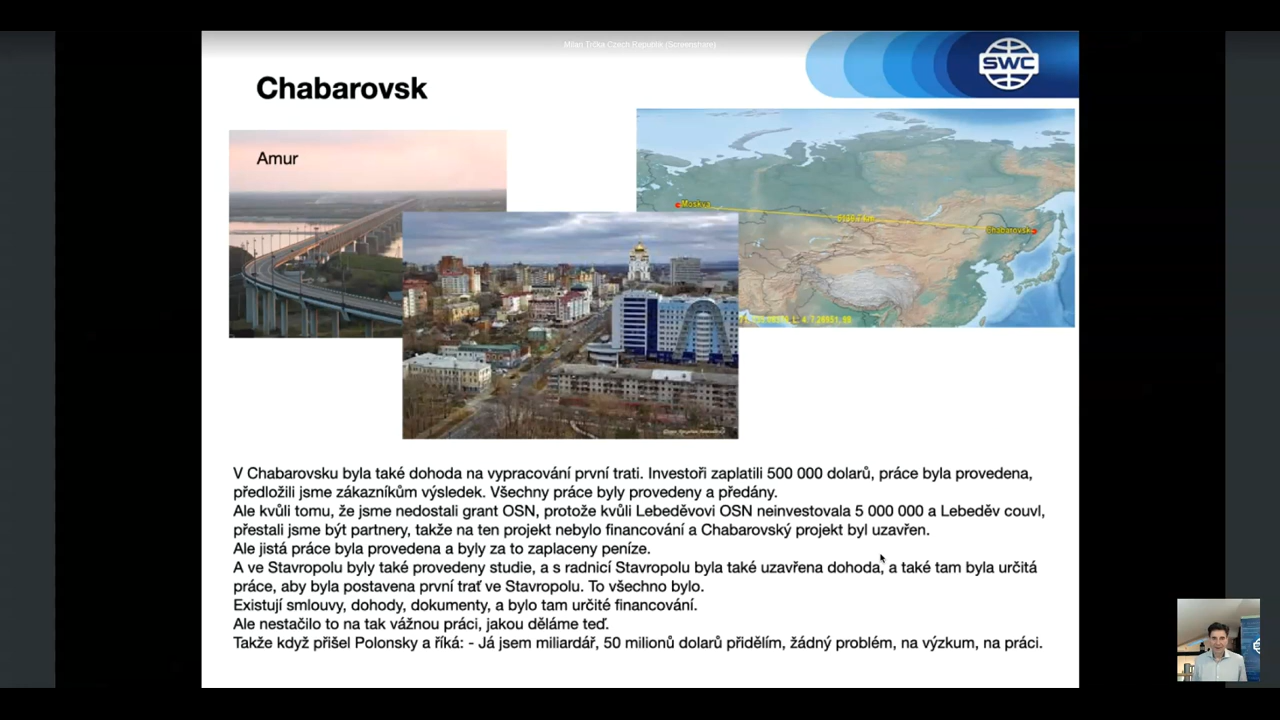 Milan Trtba Czech Republic (Screenshare)
SWC
Chabarovsk
Amur
Moskva
Chabarovsk
V Chabarovsku byla také dohoda na vypracování první trati. Investoři zaplatili 500 000 dolarů, práce byla provedena,
předložili jsme zákazníkům výsledek. Všechny práce byly provedeny a předány.
Ale kvůli tomu, že jsme nedostali grant OSN, protože kvůli Lebeděvovi OSN neinvestovala 5 000 000 a Lebeděv couvl,
přestali jsme být partnery, takže na ten projekt nebylo financování a Chabarovský projekt byl uzavřen.
Ale jistá práce byla provedena a byly za to zaplaceny peníze.
A ve Stavropolu byly také provedeny studie, a s radnicí Stavropolu byla také uzavřena dohoda, a také tam byla určitá
práce, aby byla postavena první trať ve Stavropolu. To všechno bylo.
Existují smlouvy, dohody, dokumenty, a bylo tam určité financování.
Ale nestačilo to na tak vážnou práci, jakou děláme teď.
Takže když přišel Polonsky a říká: - Já jsem miliardář, 50 milionů dolarů přidělím, žádný problém, na výzkum, na práci.